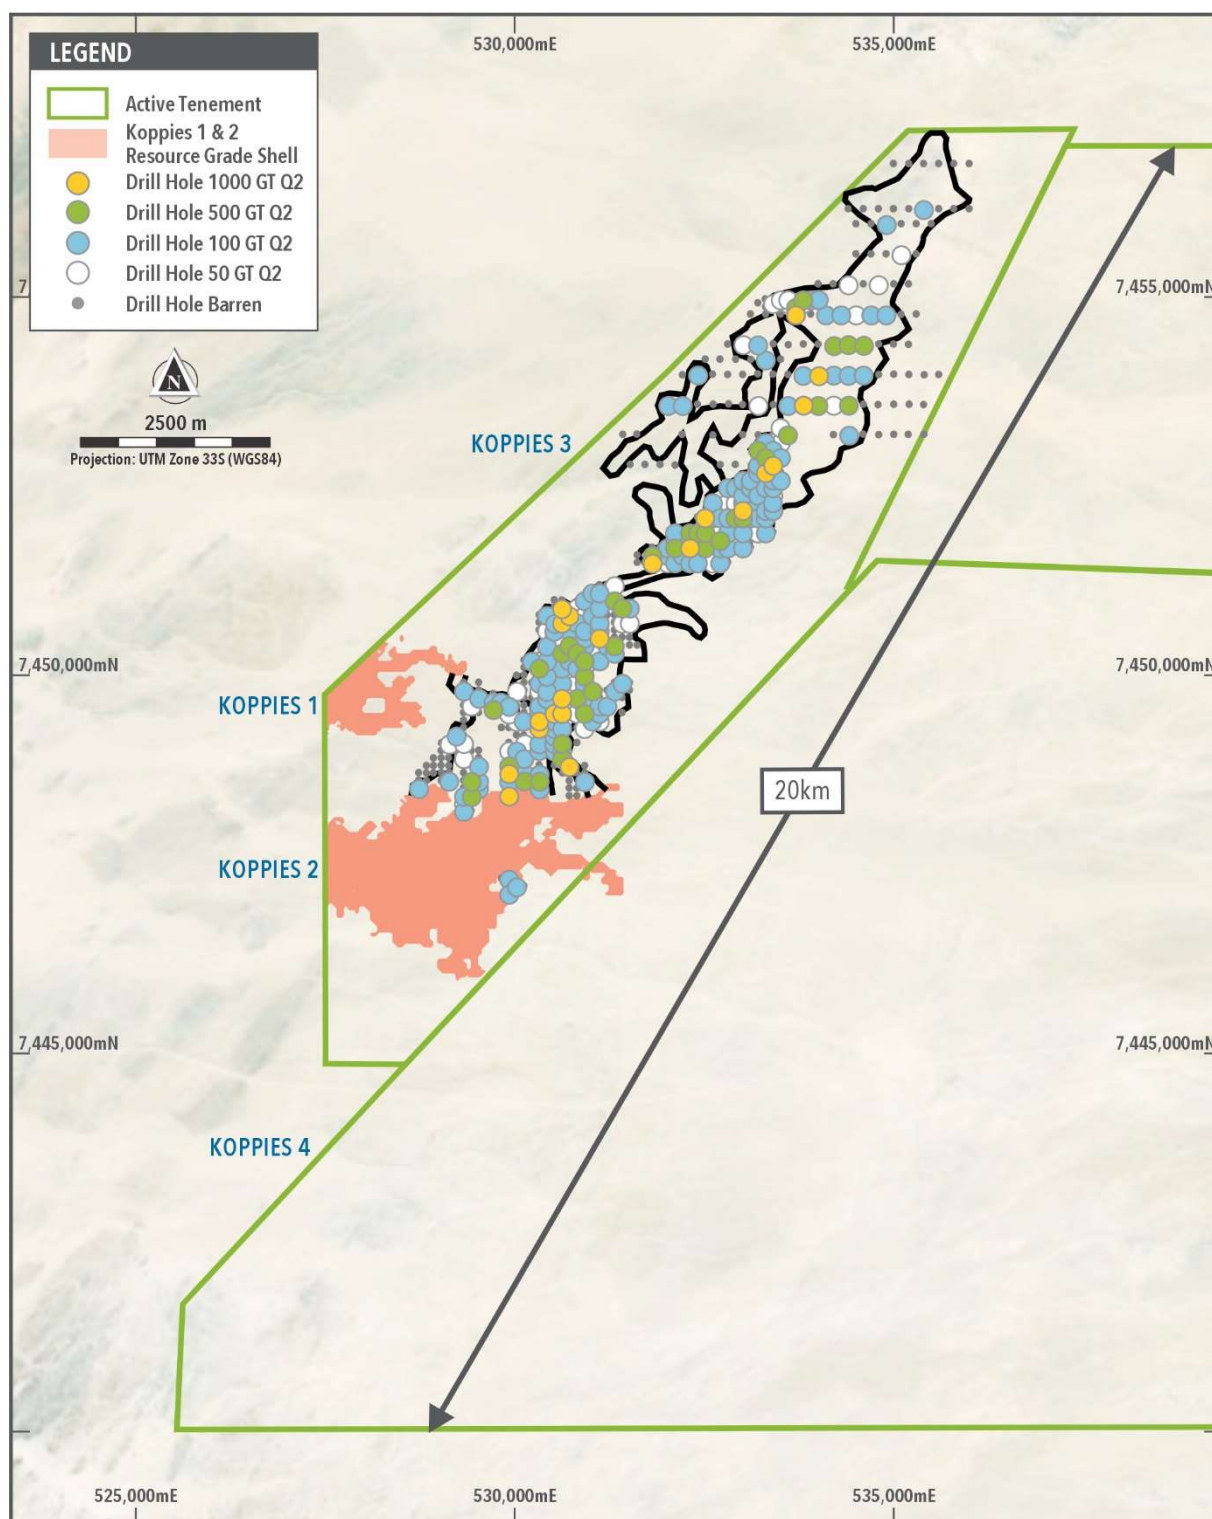 530,000mE
535,000mE
LEGEND
Active Tenement
Koppies 1 & 2
Resource Grade Shell
Drill Hole 1000 GT Q2
Drill Hole 500 GT Q2
Drill Hole 100 GT Q2
Drill Hole 50 GT Q2
Drill Hole Barren
7,455,000mN
N
2500 m
Projection: UTM Zone 33S (WGS84)
KOPPIES 3
7,450,000mN
7,450,000mN
KOPPIES 1
20km
KOPPIES 2
7,445,000mN
7,445,000mN
KOPPIES 4
525,000mE
530,000mE
535,000mE